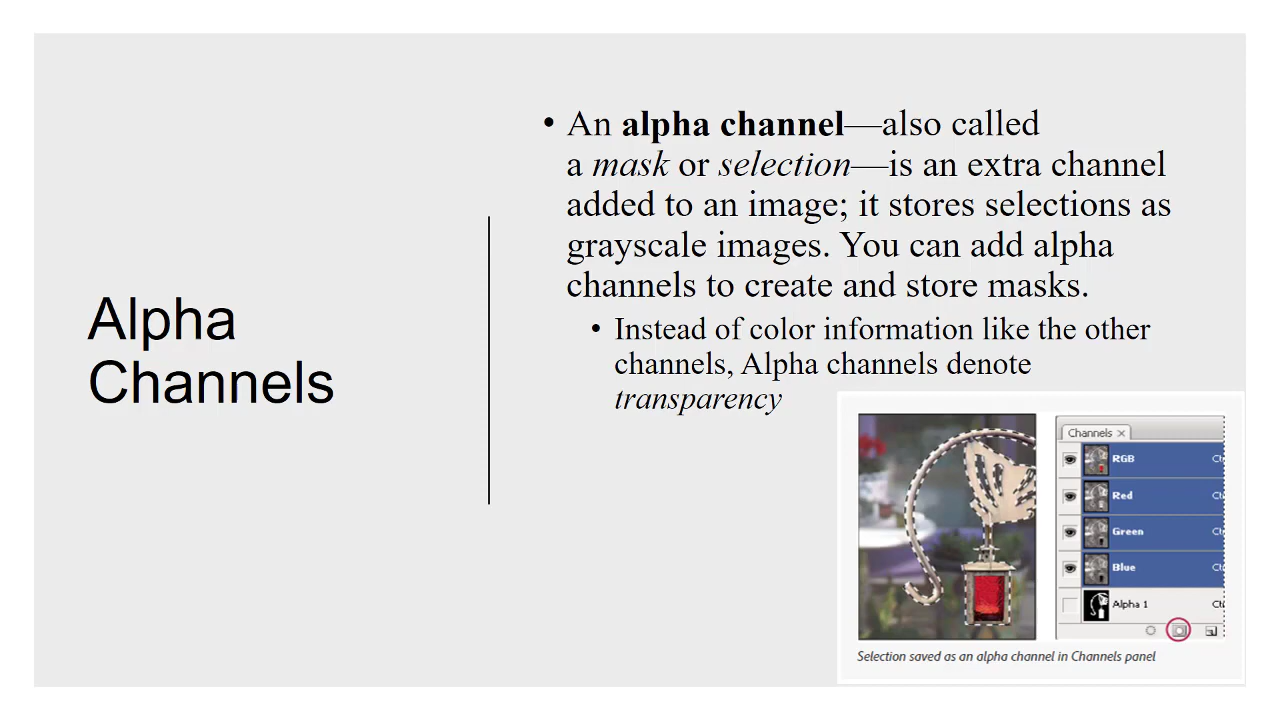 Alpha
Channels
• An alpha channel—also called
a mask or selection—is an extra channel
added to an image; it stores selections as
grayscale images. You can add alpha
channels to create and store masks.
• Instead of color information like the other
channels, Alpha channels denote
transparency
Channels ×
RGB
Red
Green
Blue
Alpha 1
Selection saved as an alpha channel in Channels panel